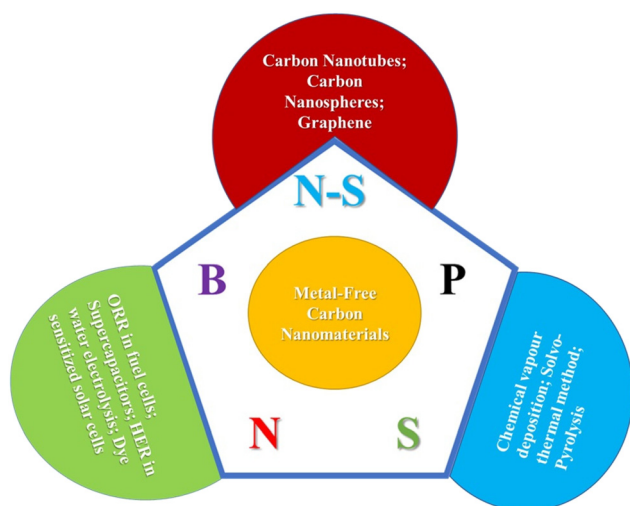 Carbon Nanotubes;
Carbon
Nanospheres;
Graphene
N-S
B
P
Metal-Free
Carbon
Nanomaterials
N
S
ORR in fuel cells;
Supercapacitors; HER in
water electrolysis; Dye
sensitized solar cells
Chemical vapour
deposition; Solvo-
thermal method;
Pyrolysis